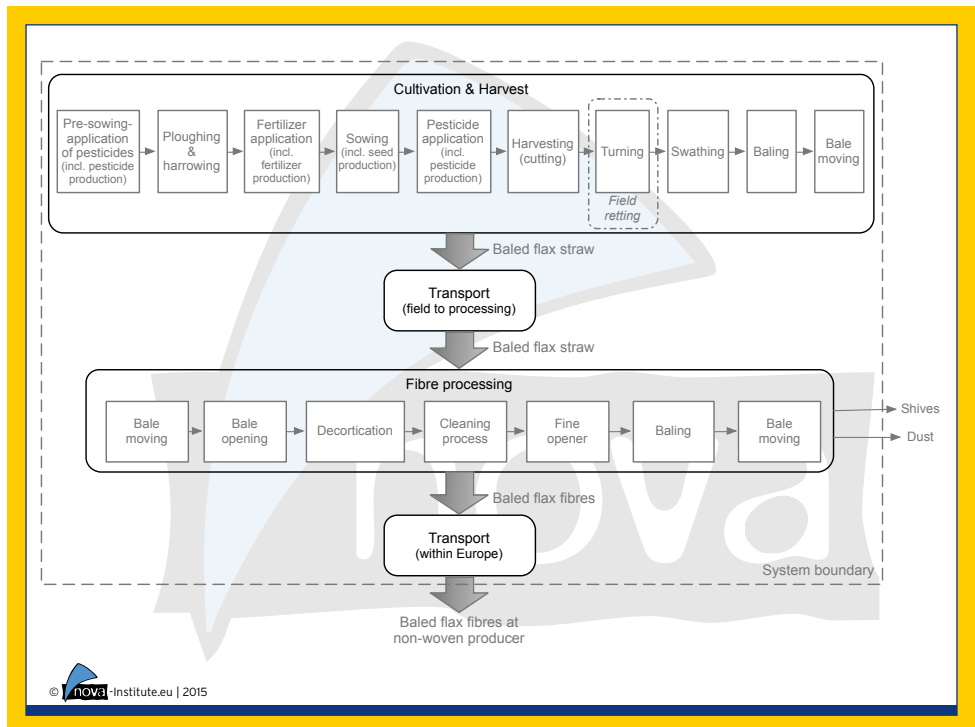 Cultivation & Harvest
Pre-sowing-
application
of pesticides
(incl. pesticide
production)
Ploughing
&
harrowing
Fertilizer
application
(incl.
fertilizer
production)
Sowing
(incl. seed
production)
Pesticide
application
(incl.
pesticide
production)
Harvesting
(cutting)
Turning
Field
retting
Swathing
Baling
Bale
moving
Baled flax straw
Transport
(field to processing)
Baled flax straw
Fibre processing
Bale
moving
Bale
opening
Decortication
Cleaning
process
Fine
opener
Baling
Bale
moving
Shives
Dust
Baled flax fibres
Transport
(within Europe)
System boundary
Baled flax fibres at
non-woven producer
nova
© nova-Institute.eu | 2015